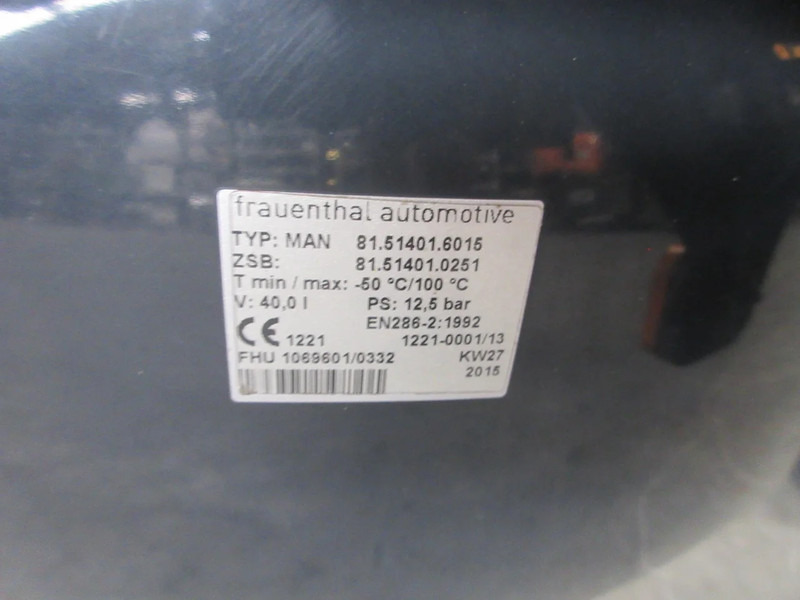 frauenthal automotive
TYP: MAN 81.51401.6015
ZSB: 81.51401.0251
T min / max: -50 °C/100 °C
V: 40,0 l PS: 12,5 bar
EN286-2:1992
CE 1221 1221-0001/13
FHU 1069601/0332 KW27
2015